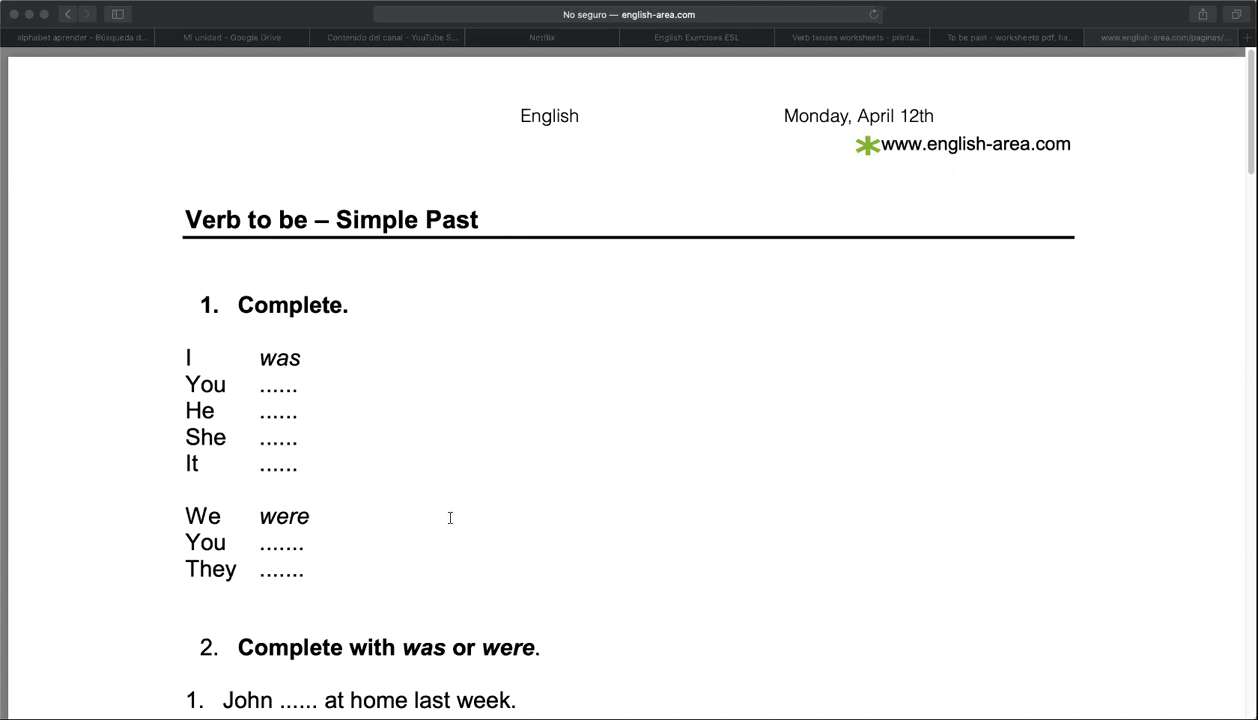 No seguro — english-area.com
alphabet aprender - Búsqueda d... Mi unidad - Google Drive Contenido del canal - YouTube S... Netflix English Exercises ESL Verb tenses worksheets - printa... To be past - worksheets pdf, ha... www.english-area.com/paginas/...
English Monday, April 12th
www.english-area.com
Verb to be – Simple Past
1. Complete.
I was
You ......
He ......
She ......
It ......
We were
You .......
They .......
2. Complete with was or were.
1. John ...... at home last week.